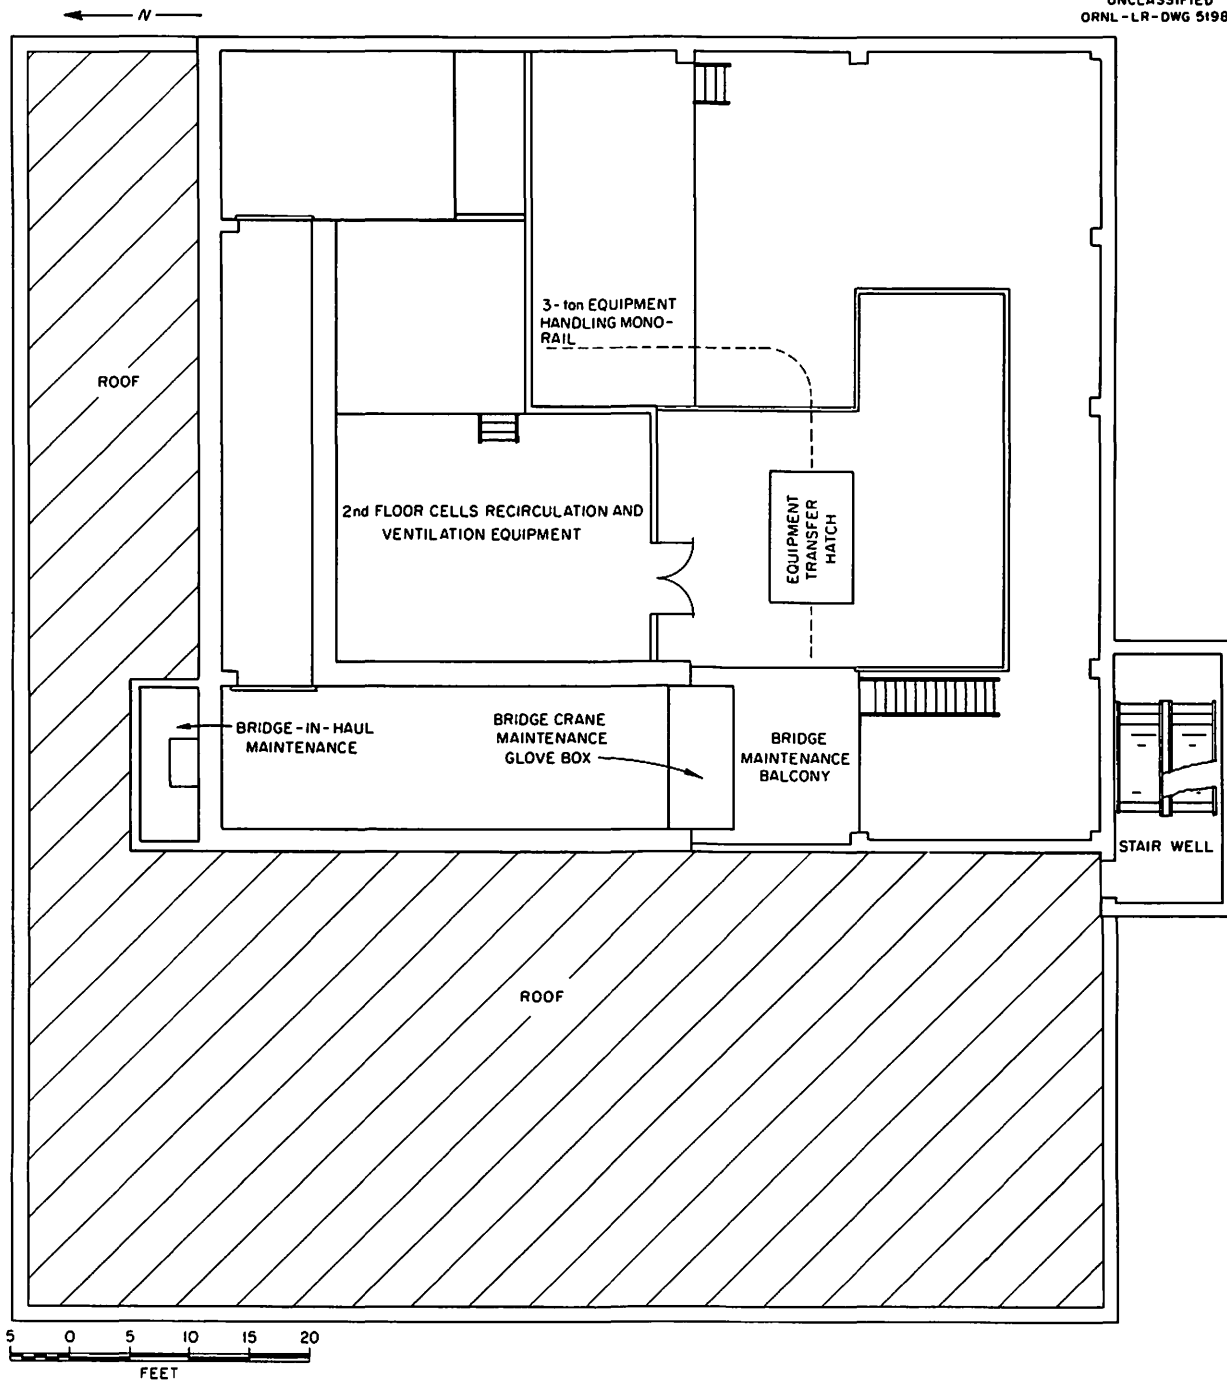 UNCLASSIFIED
ORNL-LR-DWG 5198
N
3-ton EQUIPMENT
HANDLING MONO-
RAIL
ROOF
2nd FLOOR CELLS RECIRCULATION AND
VENTILATION EQUIPMENT
EQUIPMENT
TRANSFER
HATCH
BRIDGE-IN-HAUL
MAINTENANCE
BRIDGE CRANE
MAINTENANCE
GLOVE BOX
BRIDGE
MAINTENANCE
BALCONY
STAIR WELL
ROOF
5 0 5 10 15 20
FEET